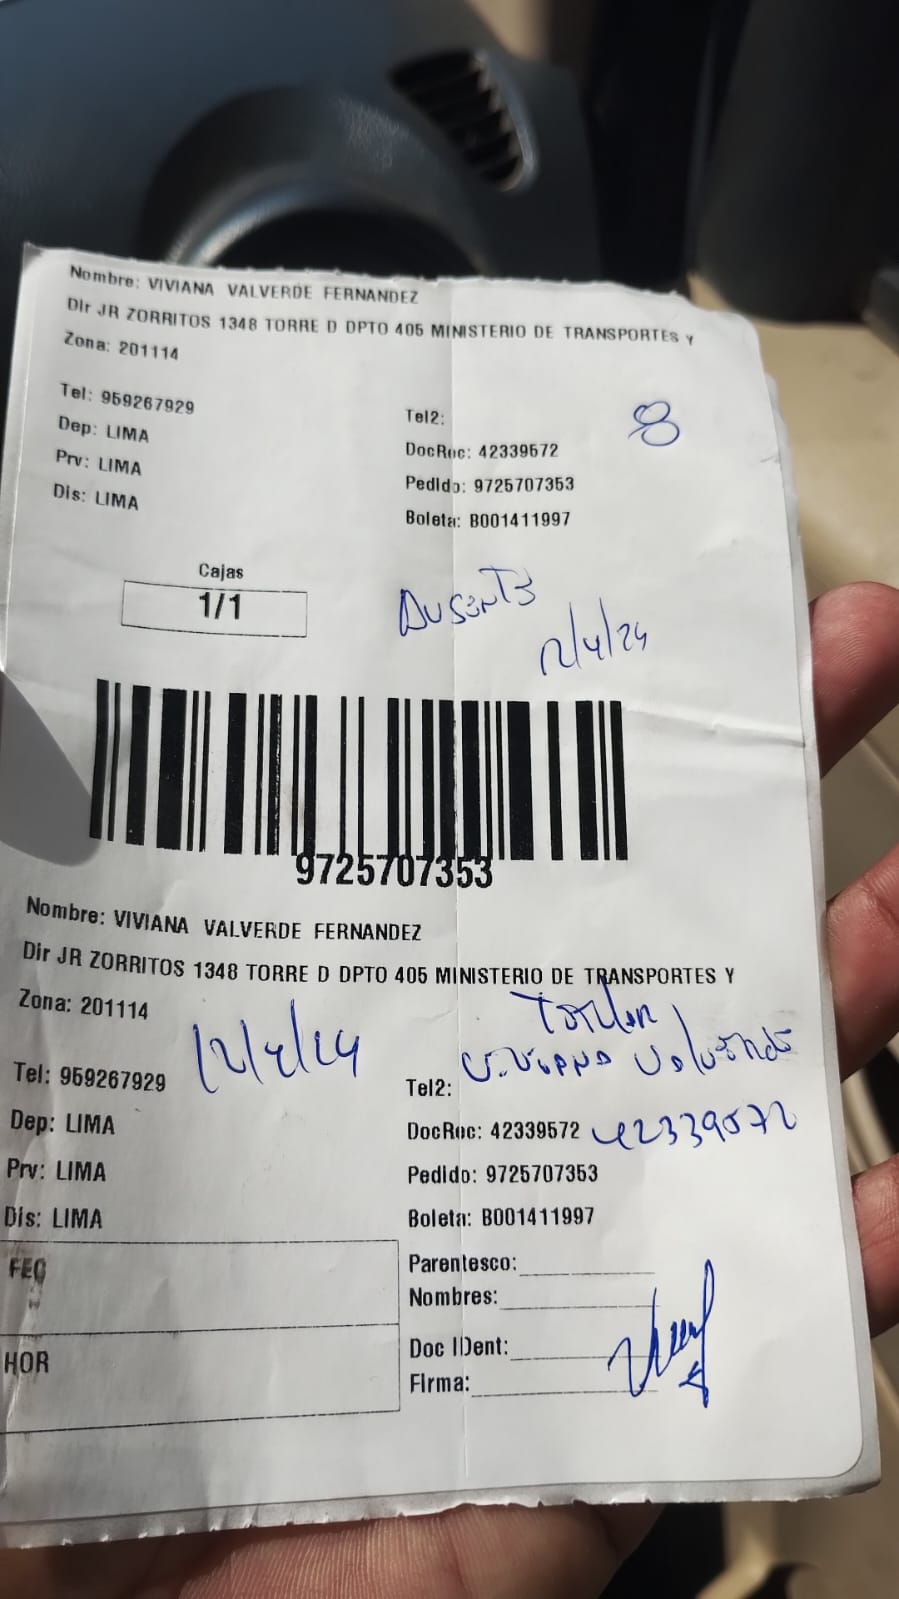 Nombre: VIVIANA VALVERDE FERNANDEZ
Dir JR ZORRITOS 1348 TORRE D DPTO 405 MINISTERIO DE TRANSPORTES Y
Zona: 201114
Tel: 959267929
Tel2:
8
Dep: LIMA
DocRec: 42339572
Prv: LIMA
Pedido: 9725707353
Dis: LIMA
Boleta: B001411997
Cajas
1/1
Ausente
12/4/24
9725707353
Nombre: VIVIANA VALVERDE FERNANDEZ
Dir JR ZORRITOS 1348 TORRE D DPTO 405 MINISTERIO DE TRANSPORTES Y
Zona: 201114
12/4/24
Titular
Viviana Valverde
Tel: 959267929
Tel2:
Dep: LIMA
DocRec: 42339572 42339572
Prv: LIMA
Pedido: 9725707353
Dis: LIMA
Boleta: B001411997
FEC
Parentesco:
Nombres:
HOR
Doc IDent:
Firma: